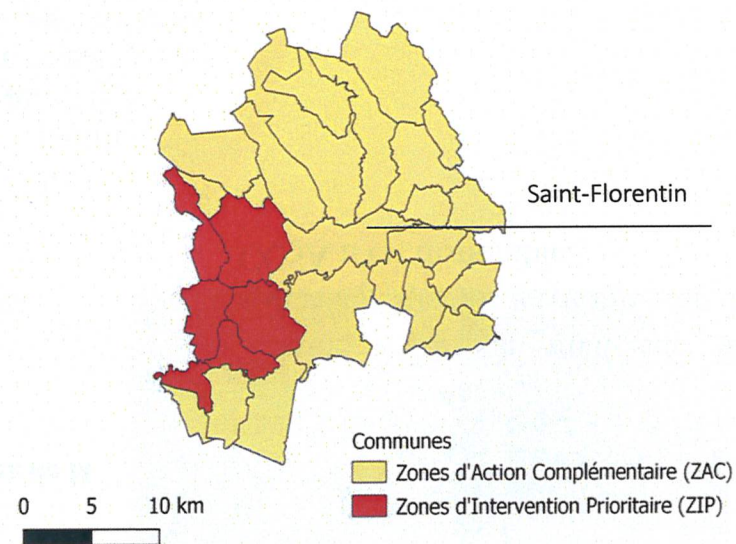 Saint-Florentin
Communes
Zones d'Action Complémentaire (ZAC)
Zones d'Intervention Prioritaire (ZIP)
0 5 10 km